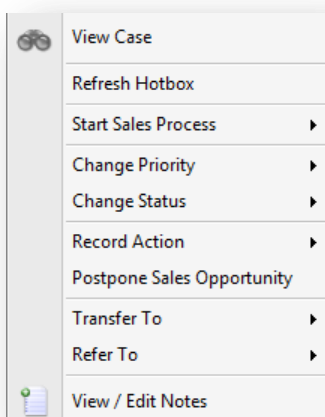 View Case
Refresh Hotbox
Start Sales Process
Change Priority
Change Status
Record Action
Postpone Sales Opportunity
Transfer To
Refer To
View / Edit Notes